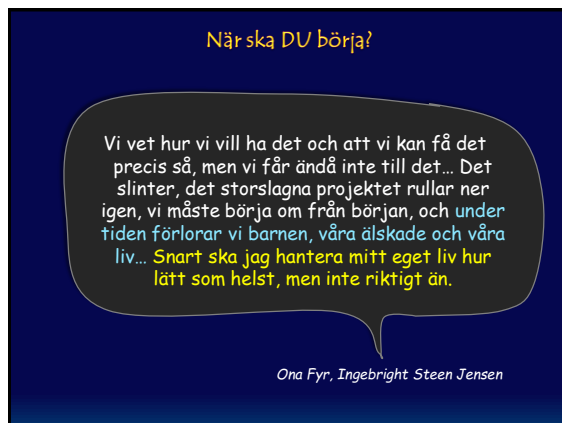 När ska DU börja?
Vi vet hur vi vill ha det och att vi kan få det
precis så, men vi får ändå inte till det… Det
slinter, det storslagna projektet rullar ner
igen, vi måste börja om från början, och under
tiden förlorar vi barnen, våra älskade och våra
liv… Snart ska jag hantera mitt eget liv hur
lätt som helst, men inte riktigt än.
Ona Fyr, Ingebright Steen Jensen